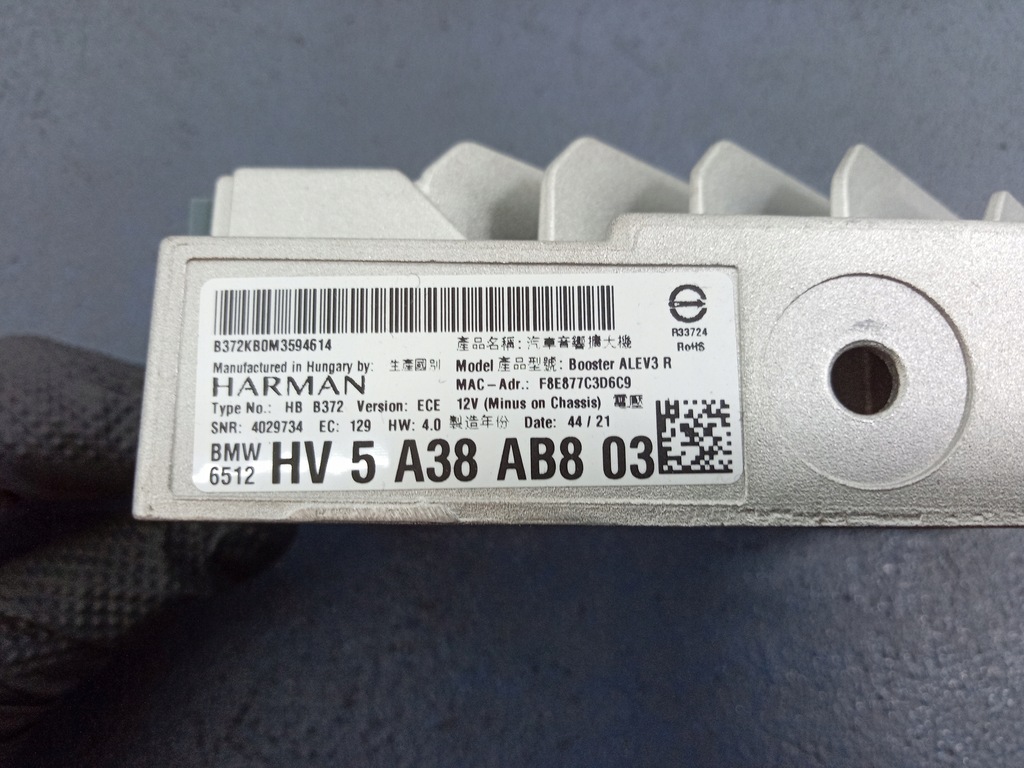 B372KB0M3594614
產品名稱: 汽車音響擴大機
R33724
RoHS
Manufactured in Hungary by: 生產國別
Model 產品型號: Booster ALEV3 R
HARMAN
MAC-Adr.: F8E877C3D6C9
Type No.: HB B372 Version: ECE 12V (Minus on Chassis) 電壓
SNR: 4029734 EC: 129 HW: 4.0 製造年份 Date: 44/21
BMW
6512 HV 5 A38 AB8 03